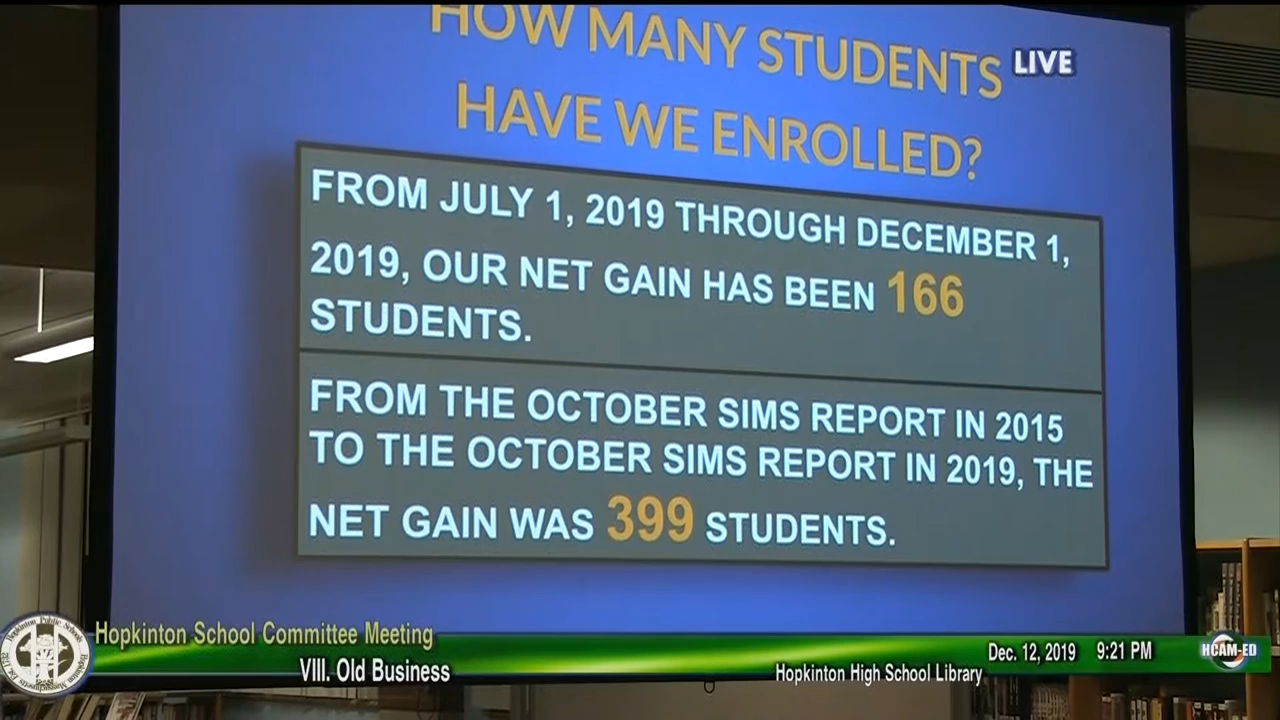 HOW MANY STUDENTS
LIVE
HAVE WE ENROLLED?
FROM JULY 1, 2019 THROUGH DECEMBER 1,
2019, OUR NET GAIN HAS BEEN 166
STUDENTS.
FROM THE OCTOBER SIMS REPORT IN 2015
TO THE OCTOBER SIMS REPORT IN 2019, THE
NET GAIN WAS 399 STUDENTS.
Hopkinton School Committee Meeting
VIII. Old Business
Dec. 12, 2019 9:21 PM
Hopkinton High School Library
HCAM-ED
Hopkinton Public Schools